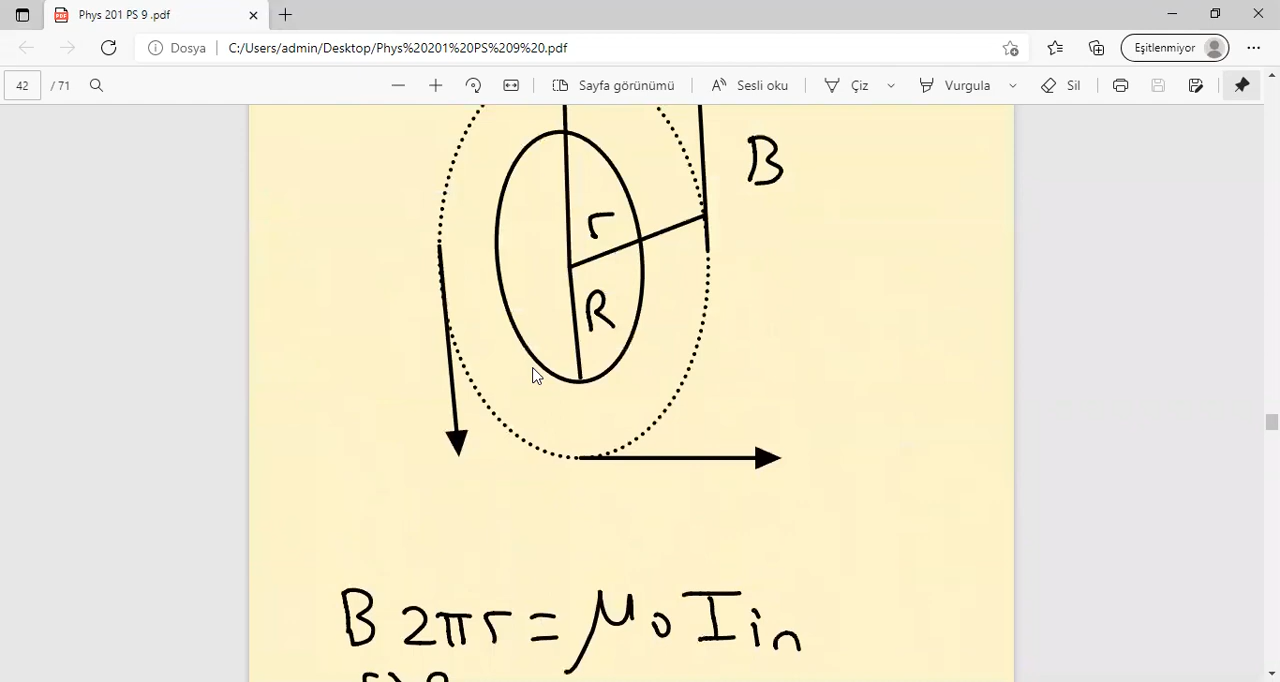 Phys 201 PS 9 .pdf
Dosya C:/Users/admin/Desktop/Phys%20201%20PS%209%20.pdf Eşitlenmiyor
42 / 71 Sayfa görünümü Sesli oku Çiz Vurgula Sil
B
r
R
B 2πr = μ0 I in